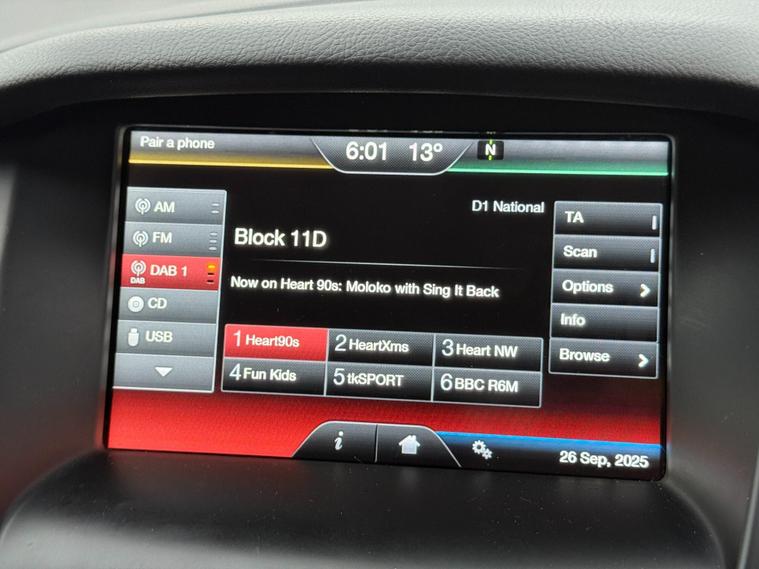 Pair a phone
6:01 13° N
D1 National
AM
FM
DAB 1
DAB
CD
USB
Block 11D
Now on Heart 90s: Moloko with Sing It Back
1 Heart90s
2 HeartXms
3 Heart NW
4 Fun Kids
5 tkSPORT
6 BBC R6M
TA
Scan
Options
Info
Browse
i
26 Sep, 2025